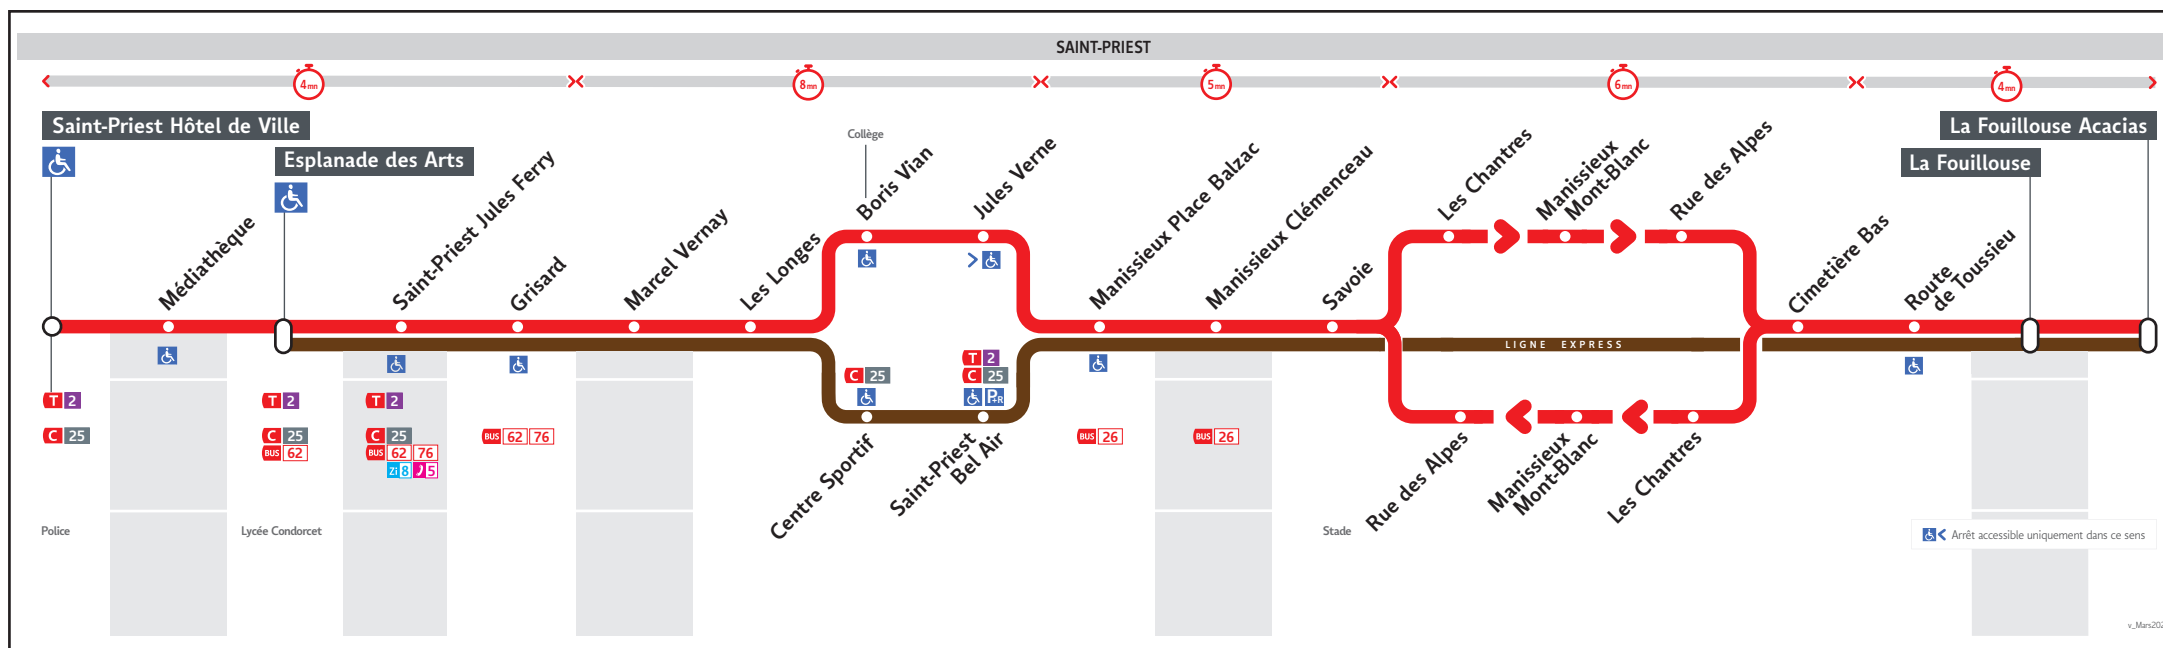 SAINT-PRIEST
4mn
8mn
5mn
6mn
4mn
Saint-Priest Hôtel de Ville
Médiathèque
Esplanade des Arts
Saint-Priest Jules Ferry
Grisard
Marcel Vernay
Les Longes
Collège
Boris Vian
Jules Verne
Manissieux Place Balzac
Manissieux Clémenceau
Savoie
Les Chantres
Manissieux
Mont-Blanc
Rue des Alpes
Cimetière Bas
Route
de Toussieu
La Fouillouse
La Fouillouse Acacias
LIGNE EXPRESS
Centre Sportif
Saint-Priest
Bel Air
Rue des Alpes
Manissieux
Mont-Blanc
Les Chantres
T 2
C 25
T 2
C 25
BUS 62
T 2
C 25
BUS 62 76
Zi 8 5
BUS 62 76
C 25
T 2
C 25
P+R
BUS 26
BUS 26
Police
Lycée Condorcet
Stade
Arrêt accessible uniquement dans ce sens
v_Mars202